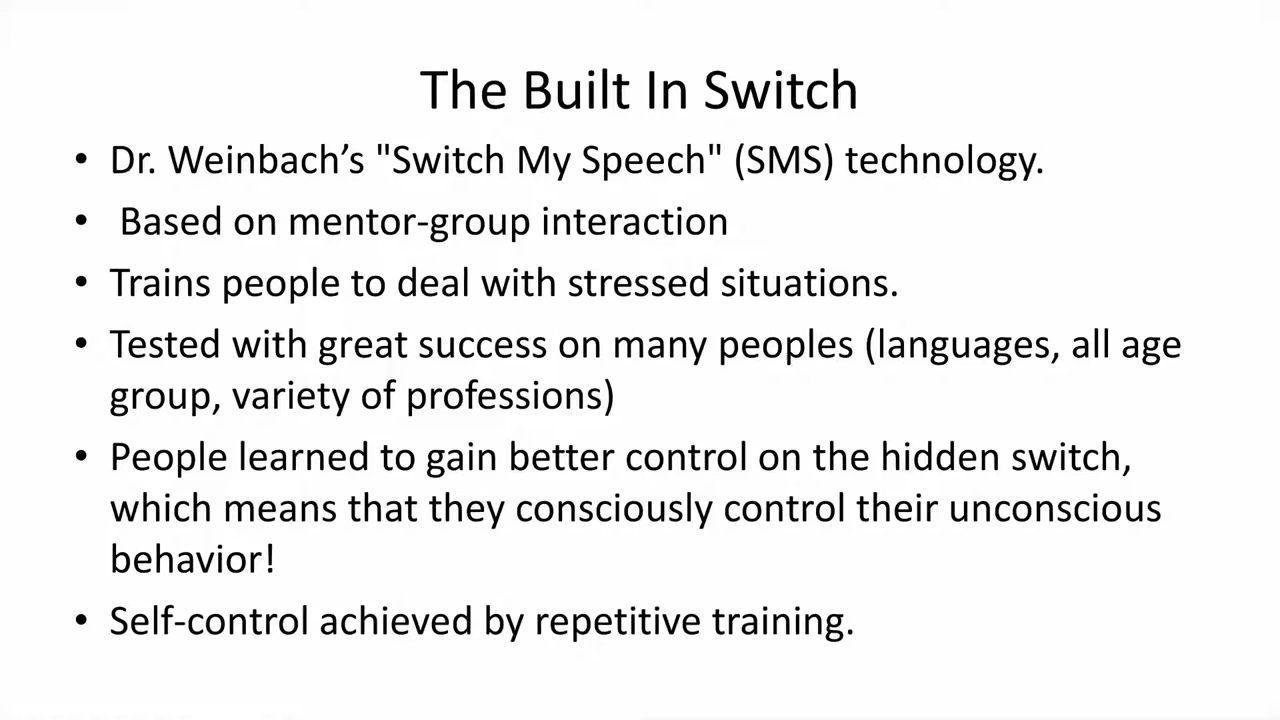 The Built In Switch
• Dr. Weinbach’s "Switch My Speech" (SMS) technology.
• Based on mentor-group interaction
• Trains people to deal with stressed situations.
• Tested with great success on many peoples (languages, all age
group, variety of professions)
• People learned to gain better control on the hidden switch,
which means that they consciously control their unconscious
behavior!
• Self-control achieved by repetitive training.